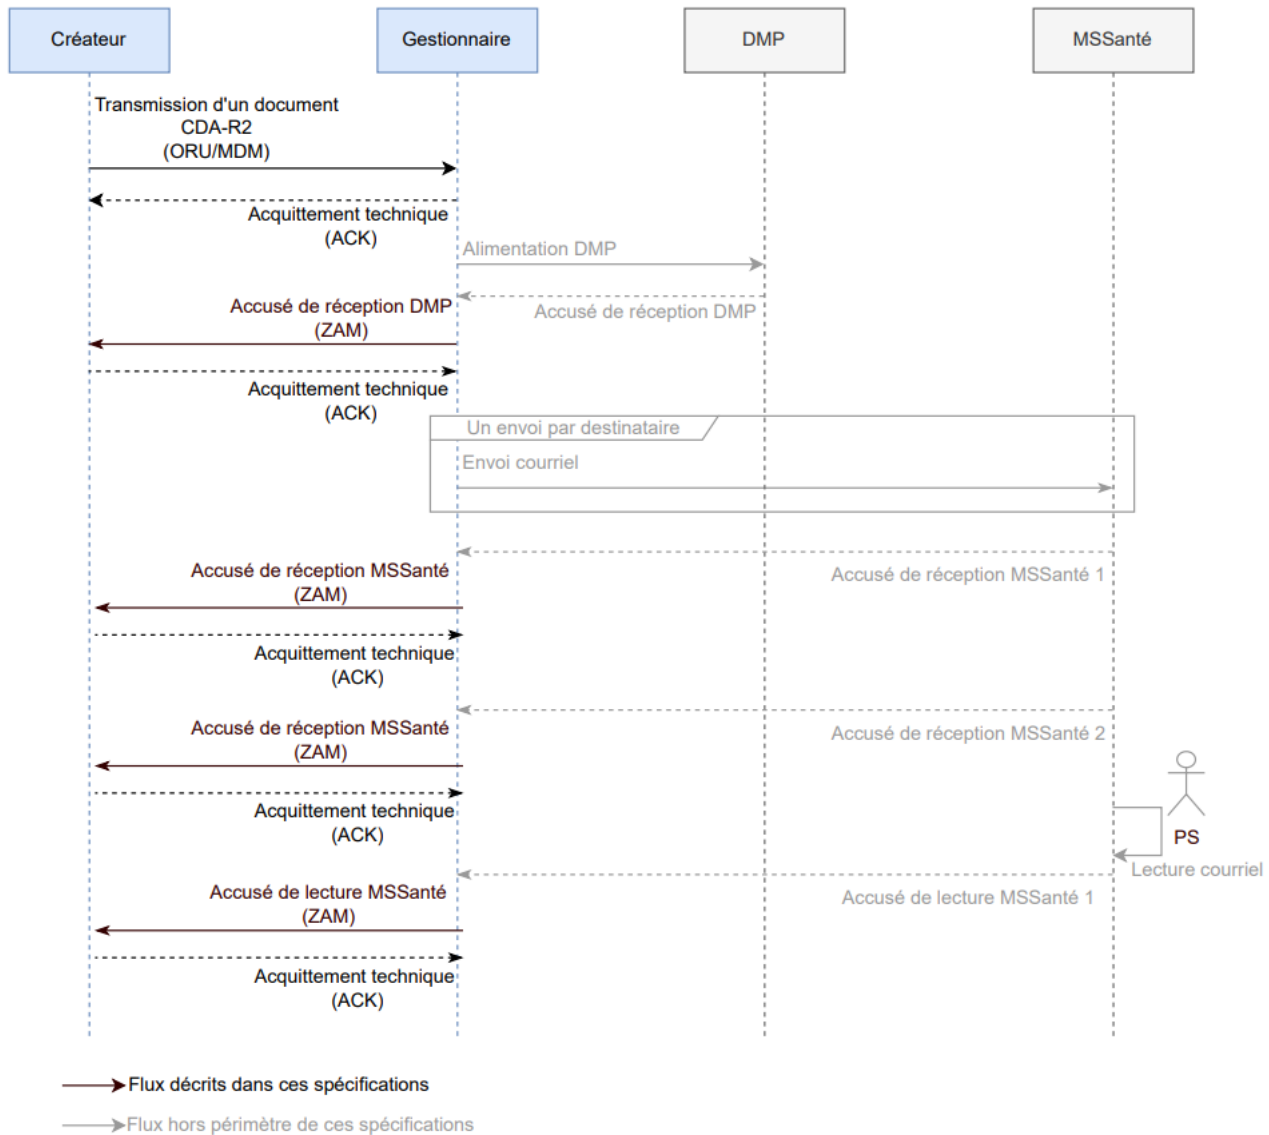 Créateur
Gestionnaire
DMP
MSSanté
Transmission d'un document
CDA-R2
(ORU/MDM)
Acquittement technique
(ACK)
Alimentation DMP
Accusé de réception DMP
Accusé de réception DMP
(ZAM)
Acquittement technique
(ACK)
Un envoi par destinataire
Envoi courriel
Accusé de réception MSSanté 1
Accusé de réception MSSanté
(ZAM)
Acquittement technique
(ACK)
Accusé de réception MSSanté 2
Accusé de réception MSSanté
(ZAM)
Acquittement technique
(ACK)
PS
Lecture courriel
Accusé de lecture MSSanté 1
Accusé de lecture MSSanté
(ZAM)
Acquittement technique
(ACK)
Flux décrits dans ces spécifications
Flux hors périmètre de ces spécifications